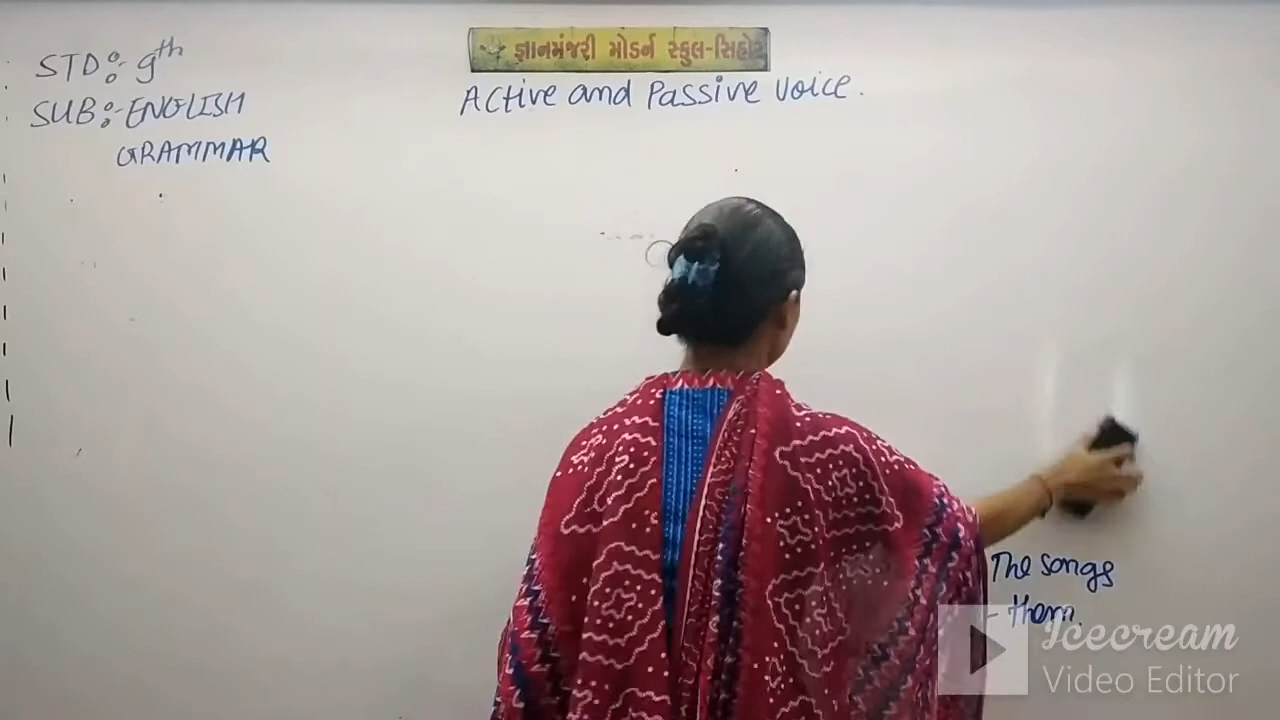 STD:- 9th
SUB:- ENGLISH
GRAMMAR
જ્ઞાનમંજરી મોડર્ન સ્કુલ-સિહોર
Active and Passive Voice.
The songs
- them.
Icecream
Video Editor